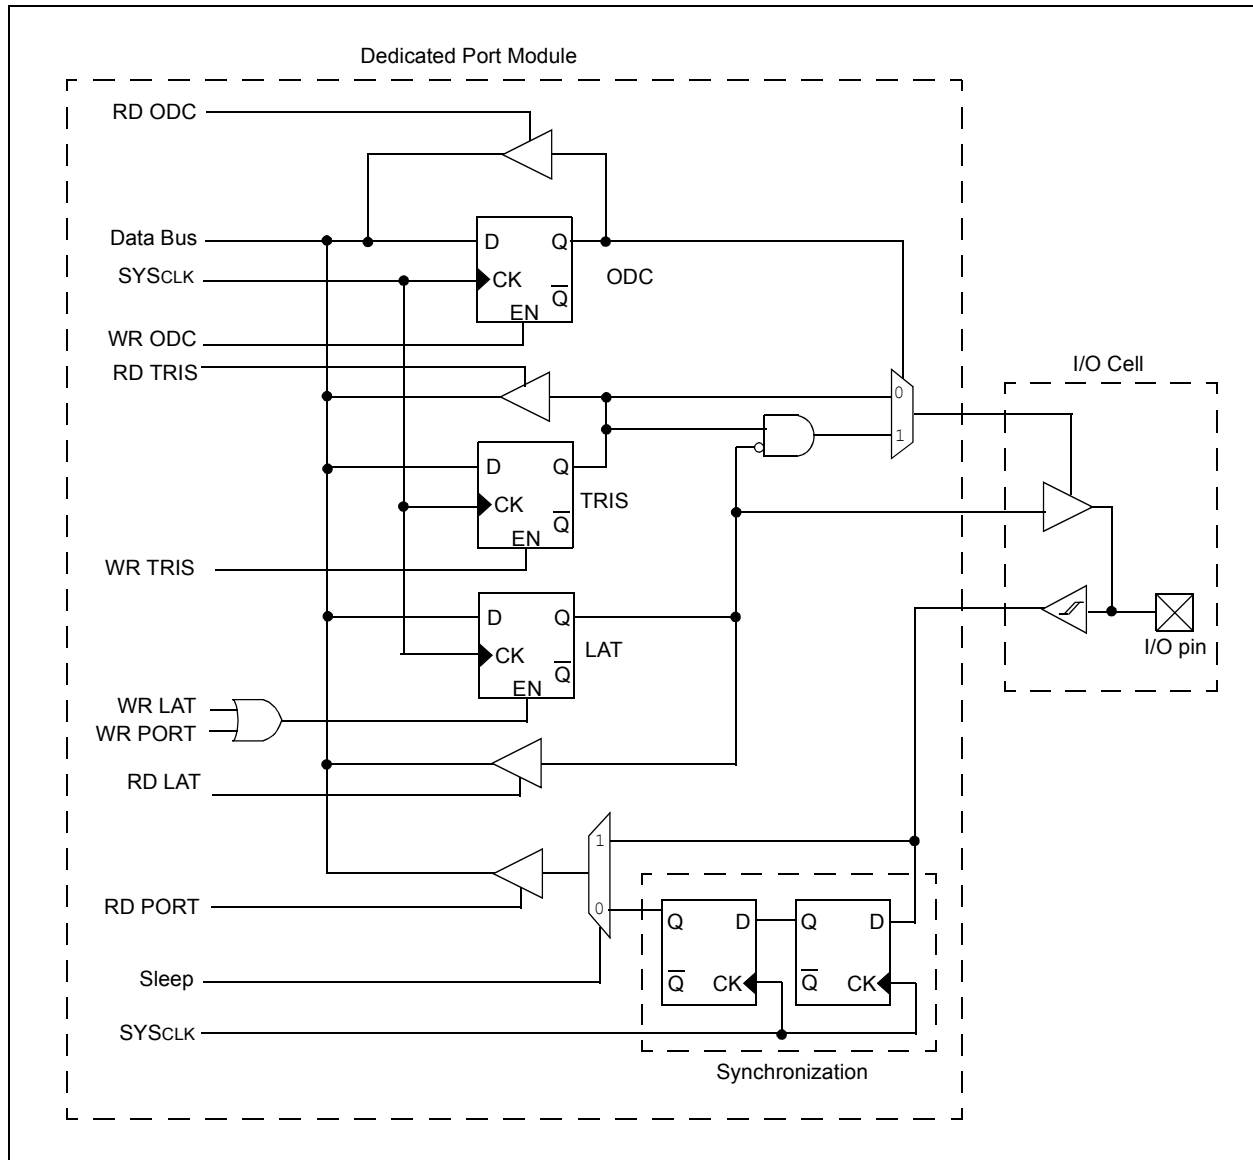 Dedicated Port Module
RD ODC
Data Bus
D
Q
SYSCLK
CK
Q
ODC
EN
WR ODC
RD TRIS
I/O Cell
0
1
D
Q
CK
Q
TRIS
EN
WR TRIS
D
Q
CK
Q
LAT
EN
I/O pin
WR LAT
WR PORT
RD LAT
1
0
RD PORT
Q
D
Q
D
Q
CK
Q
CK
Sleep
SYSCLK
Synchronization